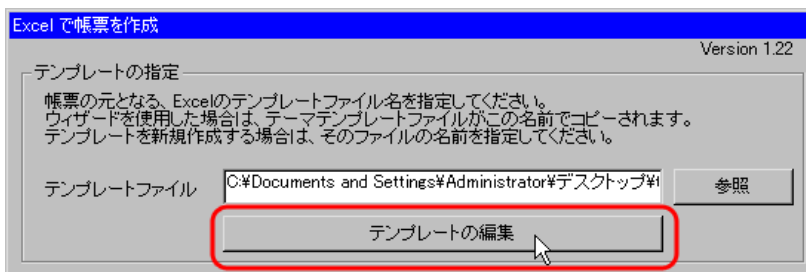 Excel で帳票を作成
Version 1.22
テンプレートの指定
帳票の元となる、Excelのテンプレートファイル名を指定してください。
ウィザードを使用した場合は、テーマテンプレートファイルがこの名前でコピーされます。
テンプレートを新規作成する場合は、そのファイルの名前を指定してください。
テンプレートファイル C:¥Documents and Settings¥Administrator¥デスクトップ¥t 参照
テンプレートの編集